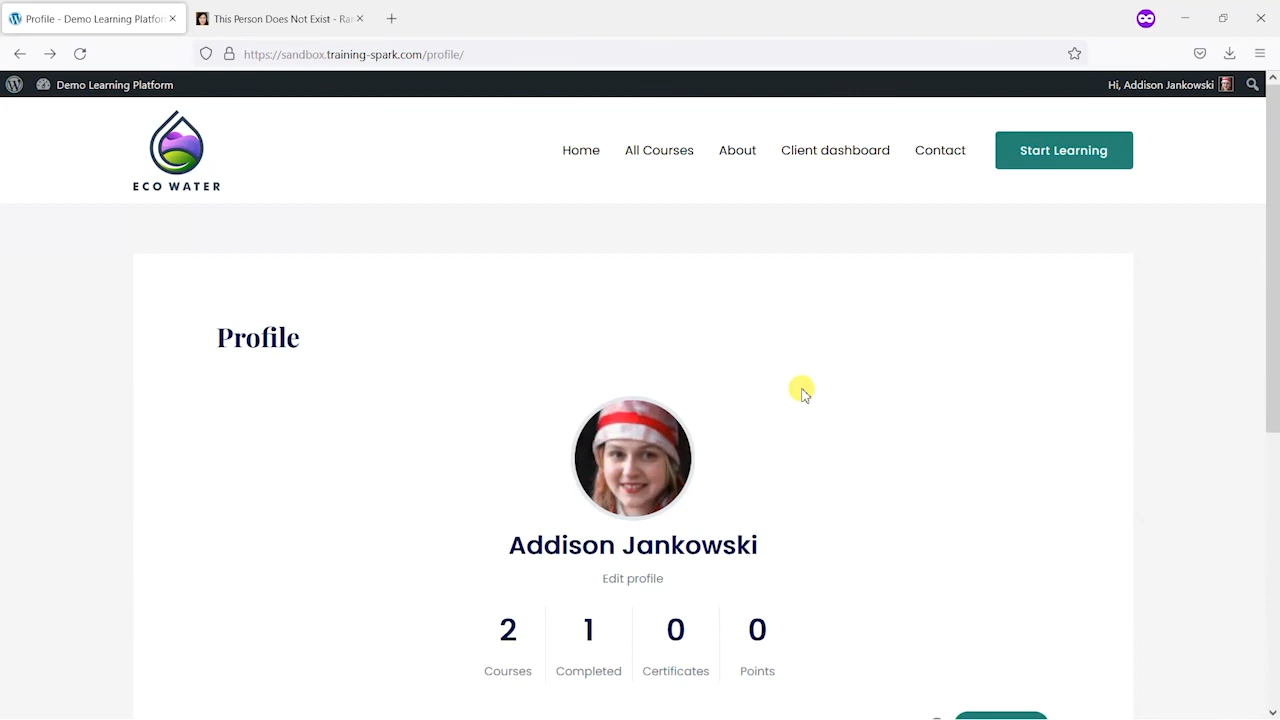 Profile - Demo Learning Platfor
This Person Does Not Exist - Ra
https://sandbox.training-spark.com/profile/
Demo Learning Platform
Hi, Addison Jankowski
ECO WATER
Home
All Courses
About
Client dashboard
Contact
Start Learning
Profile
Addison Jankowski
Edit profile
2 1 0 0
Courses Completed Certificates Points